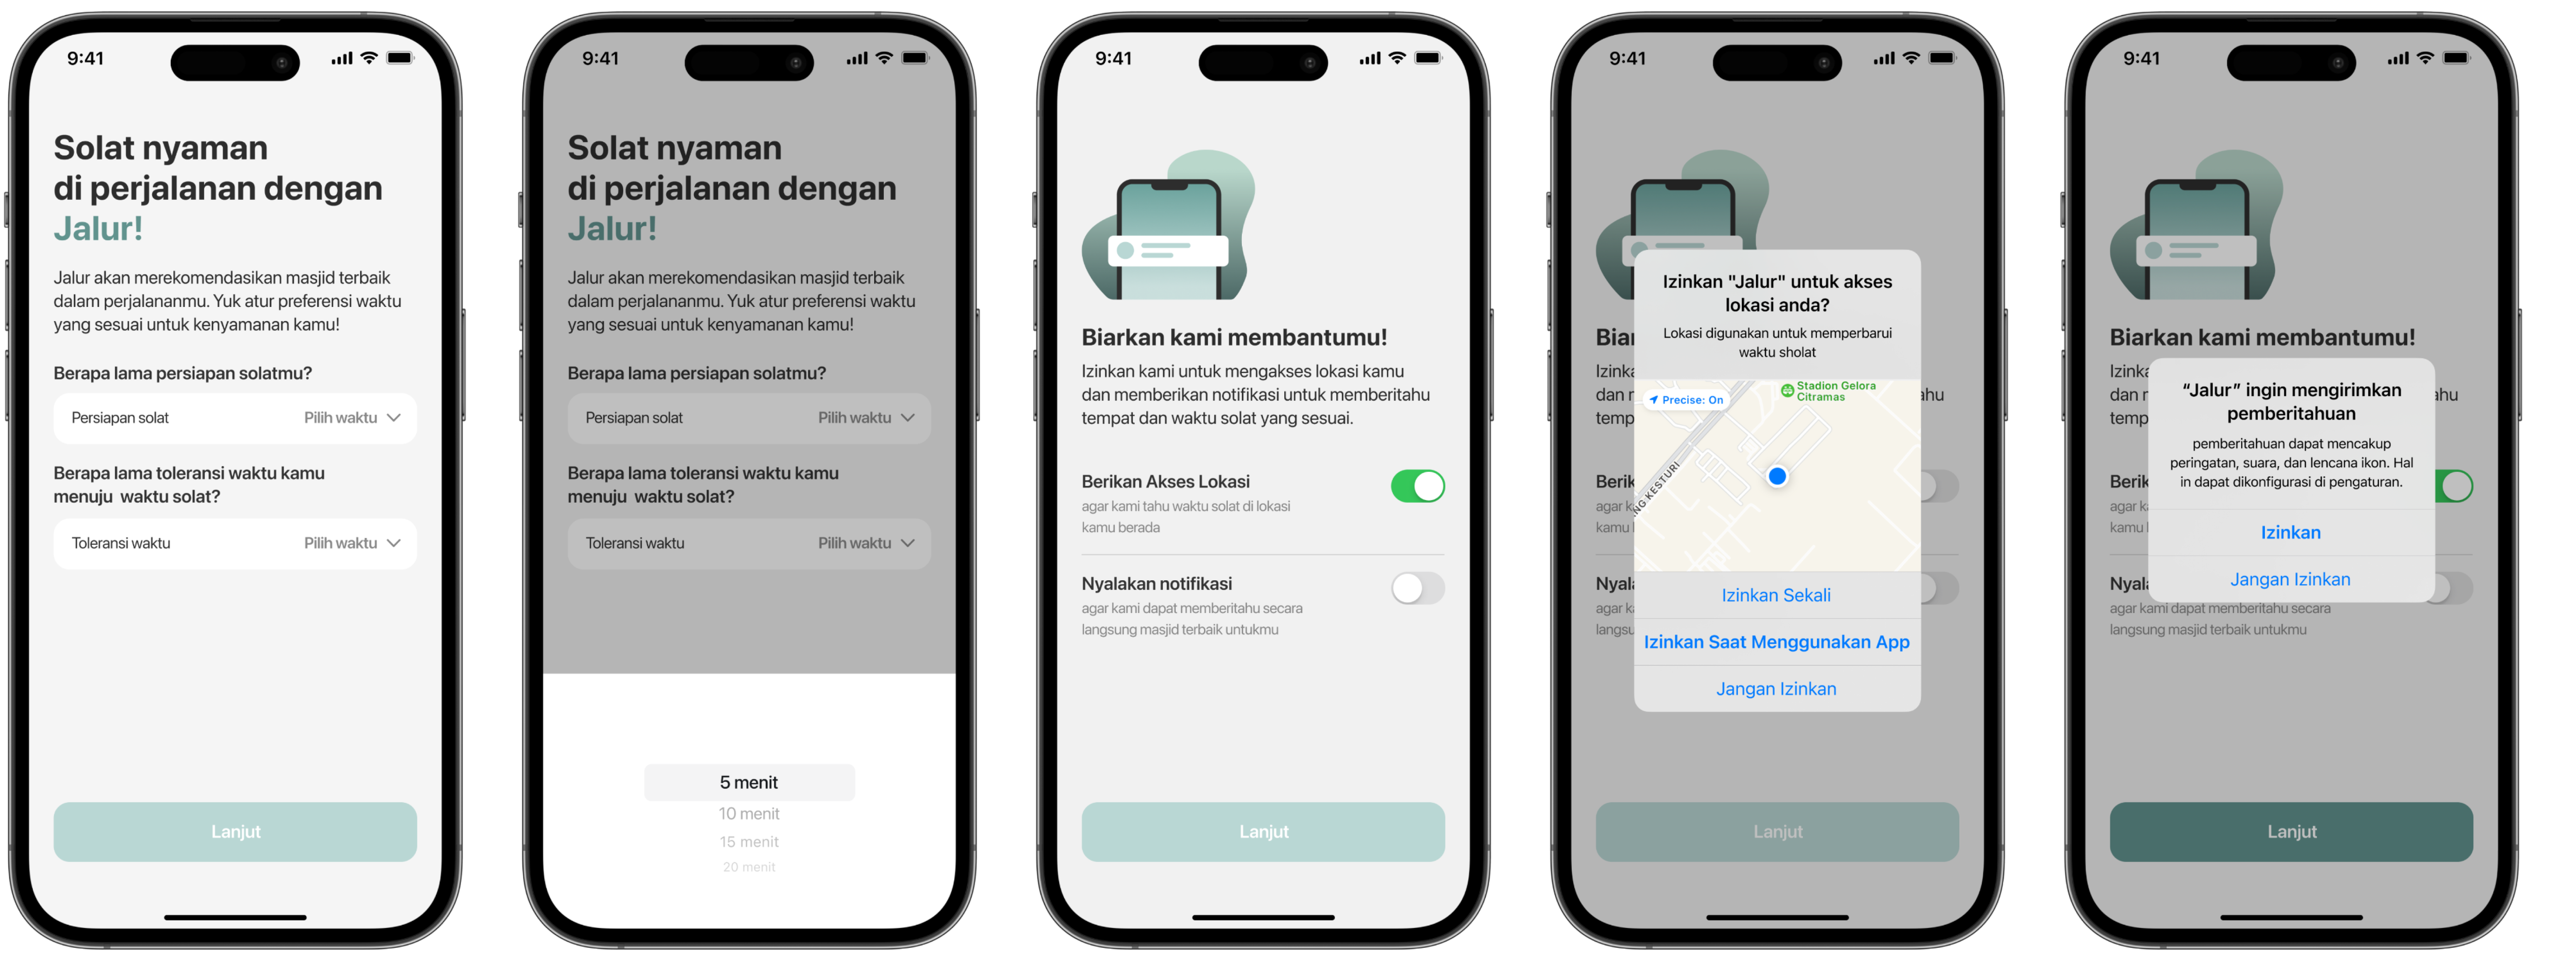 9:41
Solat nyaman
di perjalanan dengan
Jalur!
Jalur akan merekomendasikan masjid terbaik
dalam perjalananmu. Yuk atur preferensi waktu
yang sesuai untuk kenyamanan kamu!
Berapa lama persiapan solatmu?
Persiapan solat Pilih waktu
Berapa lama toleransi waktu kamu
menuju waktu solat?
Toleransi waktu Pilih waktu
Lanjut
9:41
Solat nyaman
di perjalanan dengan
Jalur!
Jalur akan merekomendasikan masjid terbaik
dalam perjalananmu. Yuk atur preferensi waktu
yang sesuai untuk kenyamanan kamu!
Berapa lama persiapan solatmu?
Persiapan solat Pilih waktu
Berapa lama toleransi waktu kamu
menuju waktu solat?
Toleransi waktu Pilih waktu
5 menit
10 menit
15 menit
20 menit
9:41
Biarkan kami membantumu!
Izinkan kami untuk mengakses lokasi kamu
dan memberikan notifikasi untuk memberitahu
tempat dan waktu solat yang sesuai.
Berikan Akses Lokasi
agar kami tahu waktu solat di lokasi
kamu berada
Nyalakan notifikasi
agar kami dapat memberitahu secara
langsung masjid terbaik untukmu
Lanjut
9:41
Izinkan "Jalur" untuk akses
lokasi anda?
Lokasi digunakan untuk memperbarui
waktu sholat
Precise: On
Stadion Gelora
Citramas
NG KESTURI
Izinkan Sekali
Izinkan Saat Menggunakan App
Jangan Izinkan
Biar
Izinka
dan r ahu
temp
Berik
agar k
kamu
Nyal
agar ka
langsu
Lanjut
9:41
Biarkan kami membantumu!
Izink
dan r ahu
temp
“Jalur” ingin mengirimkan
pemberitahuan
pemberitahuan dapat mencakup
peringatan, suara, dan lencana ikon. Hal
in dapat dikonfigurasi di pengaturan.
Izinkan
Jangan Izinkan
Berik
agar ka
kamu
Nyal
agar kami dapat memberitahu secara
langsung masjid terbaik untukmu
Lanjut